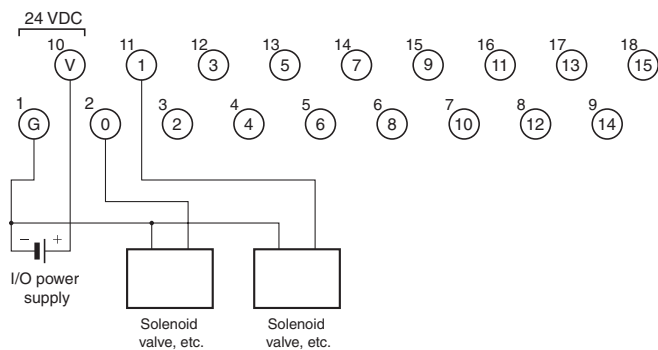 24 VDC
10 11 12 13 14 15 16 17 18
V 1 3 5 7 9 11 13 15
1 2 3 4 5 6 7 8 9
G 0 2 4 6 8 10 12 14
− +
I/O power
supply
Solenoid
valve, etc.
Solenoid
valve, etc.